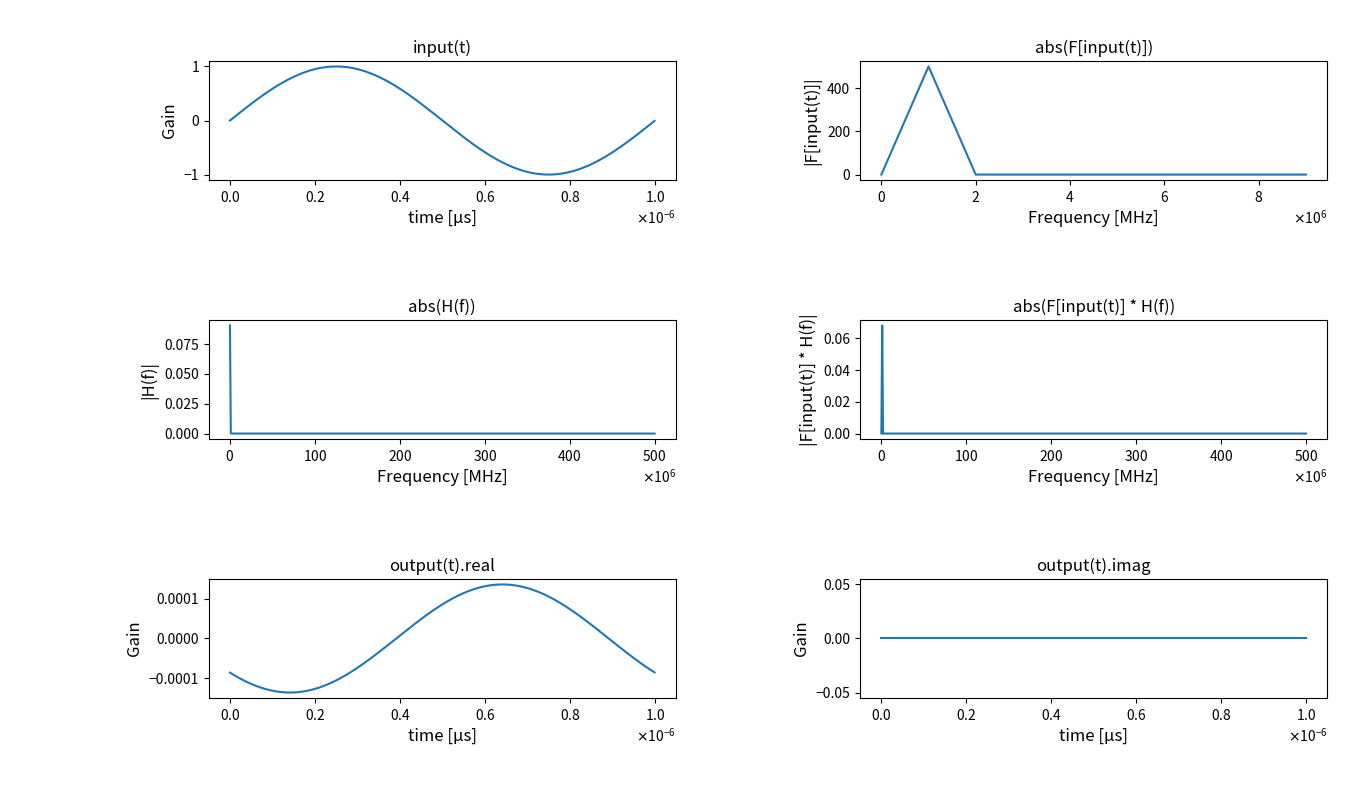 input(t)
Gain
1
0
−1
0.0 0.2 0.4 0.6 0.8 1.0
time [μs]
×10⁻⁶
abs(F[input(t)])
|F[input(t)]|
400
200
0
0 2 4 6 8
Frequency [MHz]
×10⁶
abs(H(f))
|H(f)|
0.075
0.050
0.025
0.000
0 100 200 300 400 500
Frequency [MHz]
×10⁶
abs(F[input(t)] * H(f))
|F[input(t)] * H(f)|
0.06
0.04
0.02
0.00
0 100 200 300 400 500
Frequency [MHz]
×10⁶
output(t).real
Gain
0.0001
0.0000
−0.0001
0.0 0.2 0.4 0.6 0.8 1.0
time [μs]
×10⁻⁶
output(t).imag
Gain
0.05
0.00
−0.05
0.0 0.2 0.4 0.6 0.8 1.0
time [μs]
×10⁻⁶